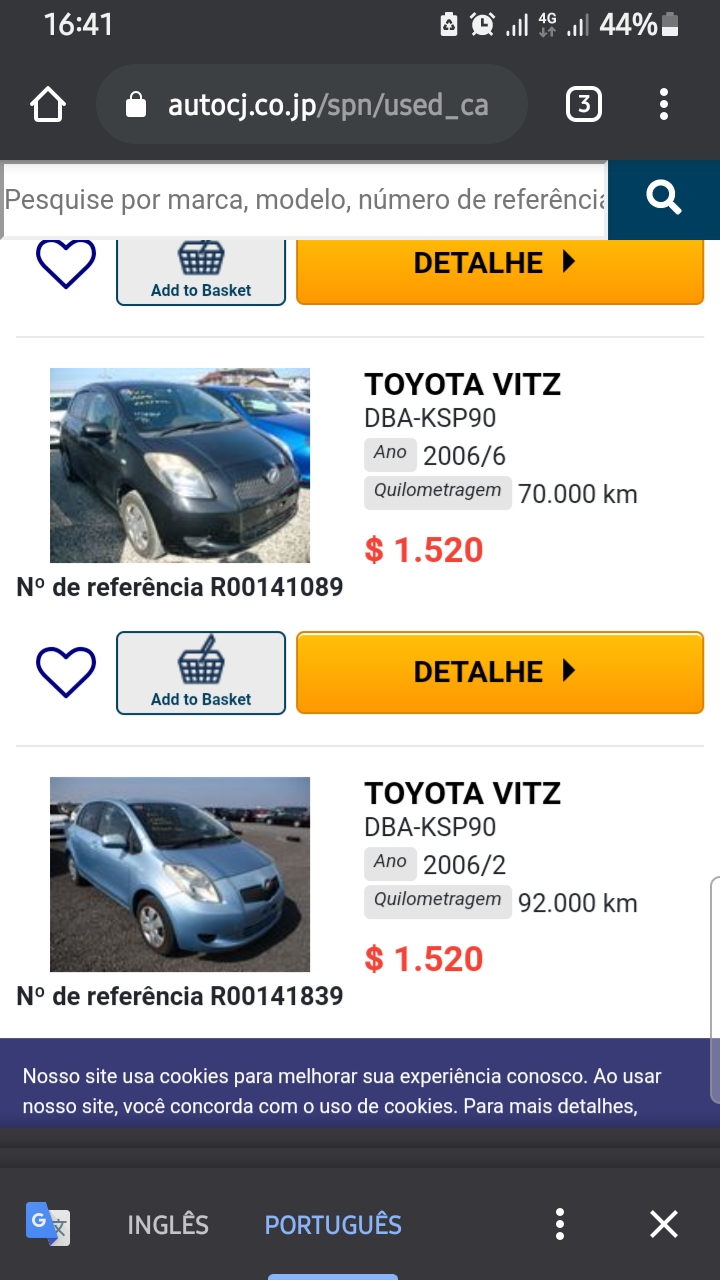 16:41
4G
44%
autocj.co.jp/spn/used_ca
3
Pesquise por marca, modelo, número de referência
Add to Basket
DETALHE
TOYOTA VITZ
DBA-KSP90
Ano 2006/6
Quilometragem 70.000 km
$ 1.520
Nº de referência R00141089
Add to Basket
DETALHE
TOYOTA VITZ
DBA-KSP90
Ano 2006/2
Quilometragem 92.000 km
$ 1.520
Nº de referência R00141839
Nosso site usa cookies para melhorar sua experiência conosco. Ao usar
nosso site, você concorda com o uso de cookies. Para mais detalhes,
G 文
INGLÊS
PORTUGUÊS